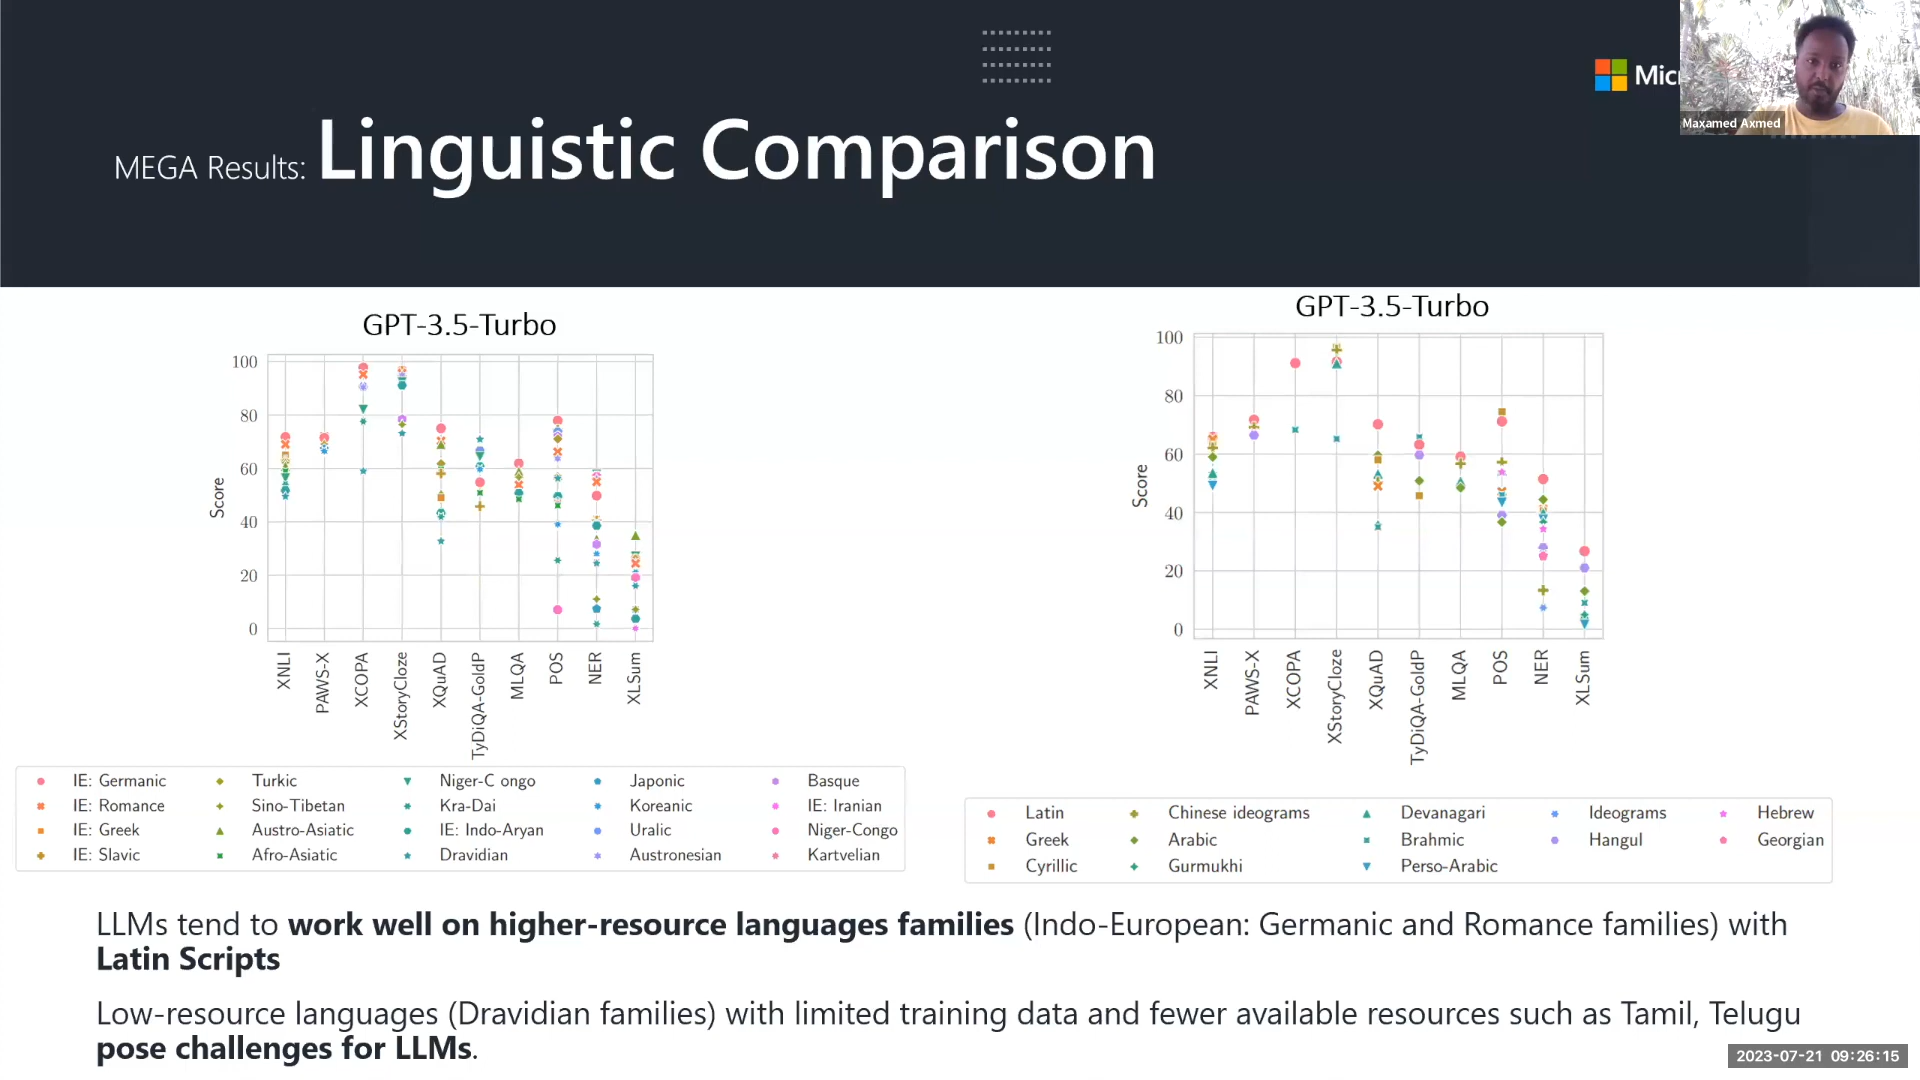 Mic
Maxamed Axmed
MEGA Results: Linguistic Comparison
GPT-3.5-Turbo
100
80
60
40
20
0
Score
XNLI
PAWS-X
XCOPA
XStoryCloze
XQuAD
TyDiQA-GoldP
MLQA
POS
NER
XLSum
IE: Germanic Turkic Niger-C ongo Japonic Basque
IE: Romance Sino-Tibetan Kra-Dai Koreanic IE: Iranian
IE: Greek Austro-Asiatic IE: Indo-Aryan Uralic Niger-Congo
IE: Slavic Afro-Asiatic Dravidian Austronesian Kartvelian
GPT-3.5-Turbo
100
80
60
40
20
0
Score
XNLI
PAWS-X
XCOPA
XStoryCloze
XQuAD
TyDiQA-GoldP
MLQA
POS
NER
XLSum
Latin Chinese ideograms Devanagari Ideograms Hebrew
Greek Arabic Brahmic Hangul Georgian
Cyrillic Gurmukhi Perso-Arabic
LLMs tend to work well on higher-resource languages families (Indo-European: Germanic and Romance families) with
Latin Scripts
Low-resource languages (Dravidian families) with limited training data and fewer available resources such as Tamil, Telugu
pose challenges for LLMs.
2023-07-21 09:26:15